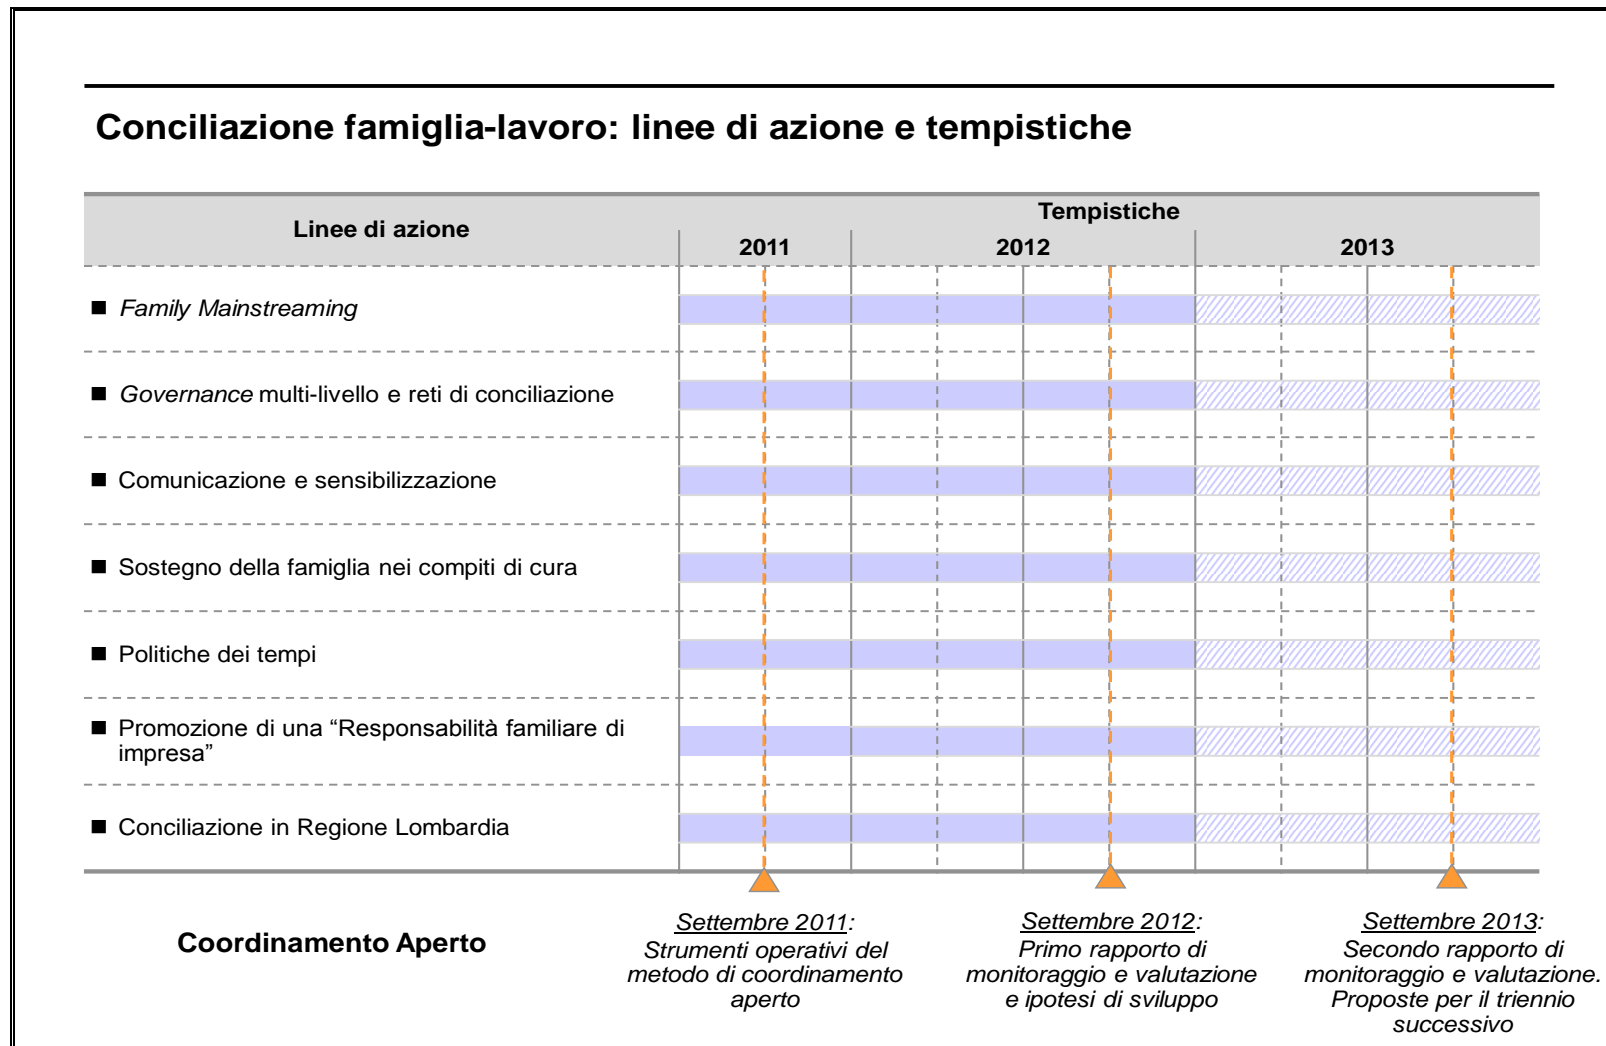 Conciliazione famiglia-lavoro: linee di azione e tempistiche
Linee di azione
Tempistiche
2011
2012
2013
■ Family Mainstreaming
■ Governance multi-livello e reti di conciliazione
■ Comunicazione e sensibilizzazione
■ Sostegno della famiglia nei compiti di cura
■ Politiche dei tempi
■ Promozione di una “Responsabilità familiare di
impresa”
■ Conciliazione in Regione Lombardia
Coordinamento Aperto
Settembre 2011:
Strumenti operativi del
metodo di coordinamento
aperto
Settembre 2012:
Primo rapporto di
monitoraggio e valutazione
e ipotesi di sviluppo
Settembre 2013:
Secondo rapporto di
monitoraggio e valutazione.
Proposte per il triennio
successivo